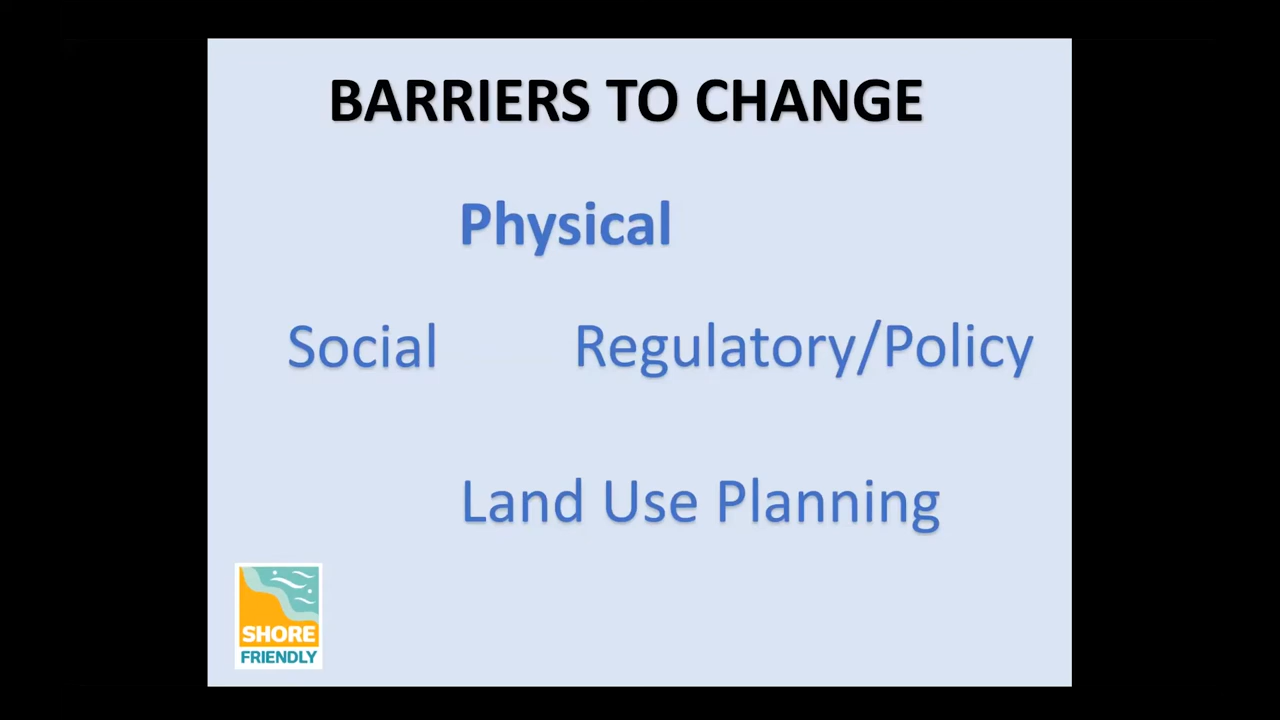 BARRIERS TO CHANGE
Physical
Social
Regulatory/Policy
Land Use Planning
SHORE
FRIENDLY